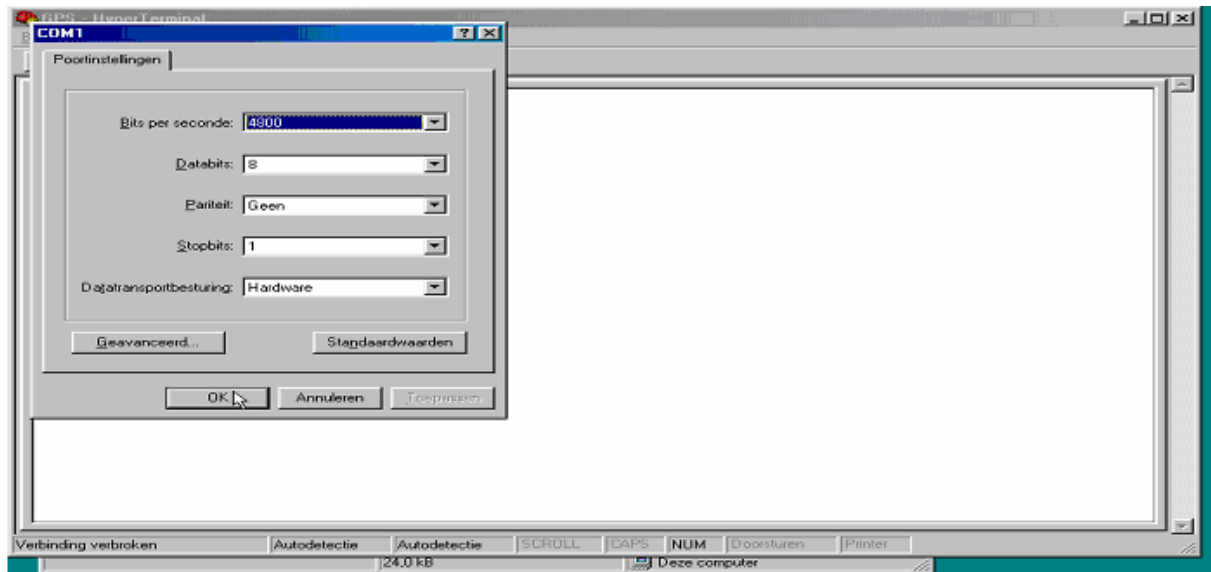 GPS - HyperTerminal
COM1
Poortinstellingen
Bits per seconde: 4800
Databits: 8
Pariteit: Geen
Stopbits: 1
Datatransportbesturing: Hardware
Geavanceerd... Standaardwaarden
OK Annuleren Toepassen
Verbinding verbroken Autodetectie Autodetectie SCROLL CAPS NUM Doorsturen Printer
24.0 kB Deze computer